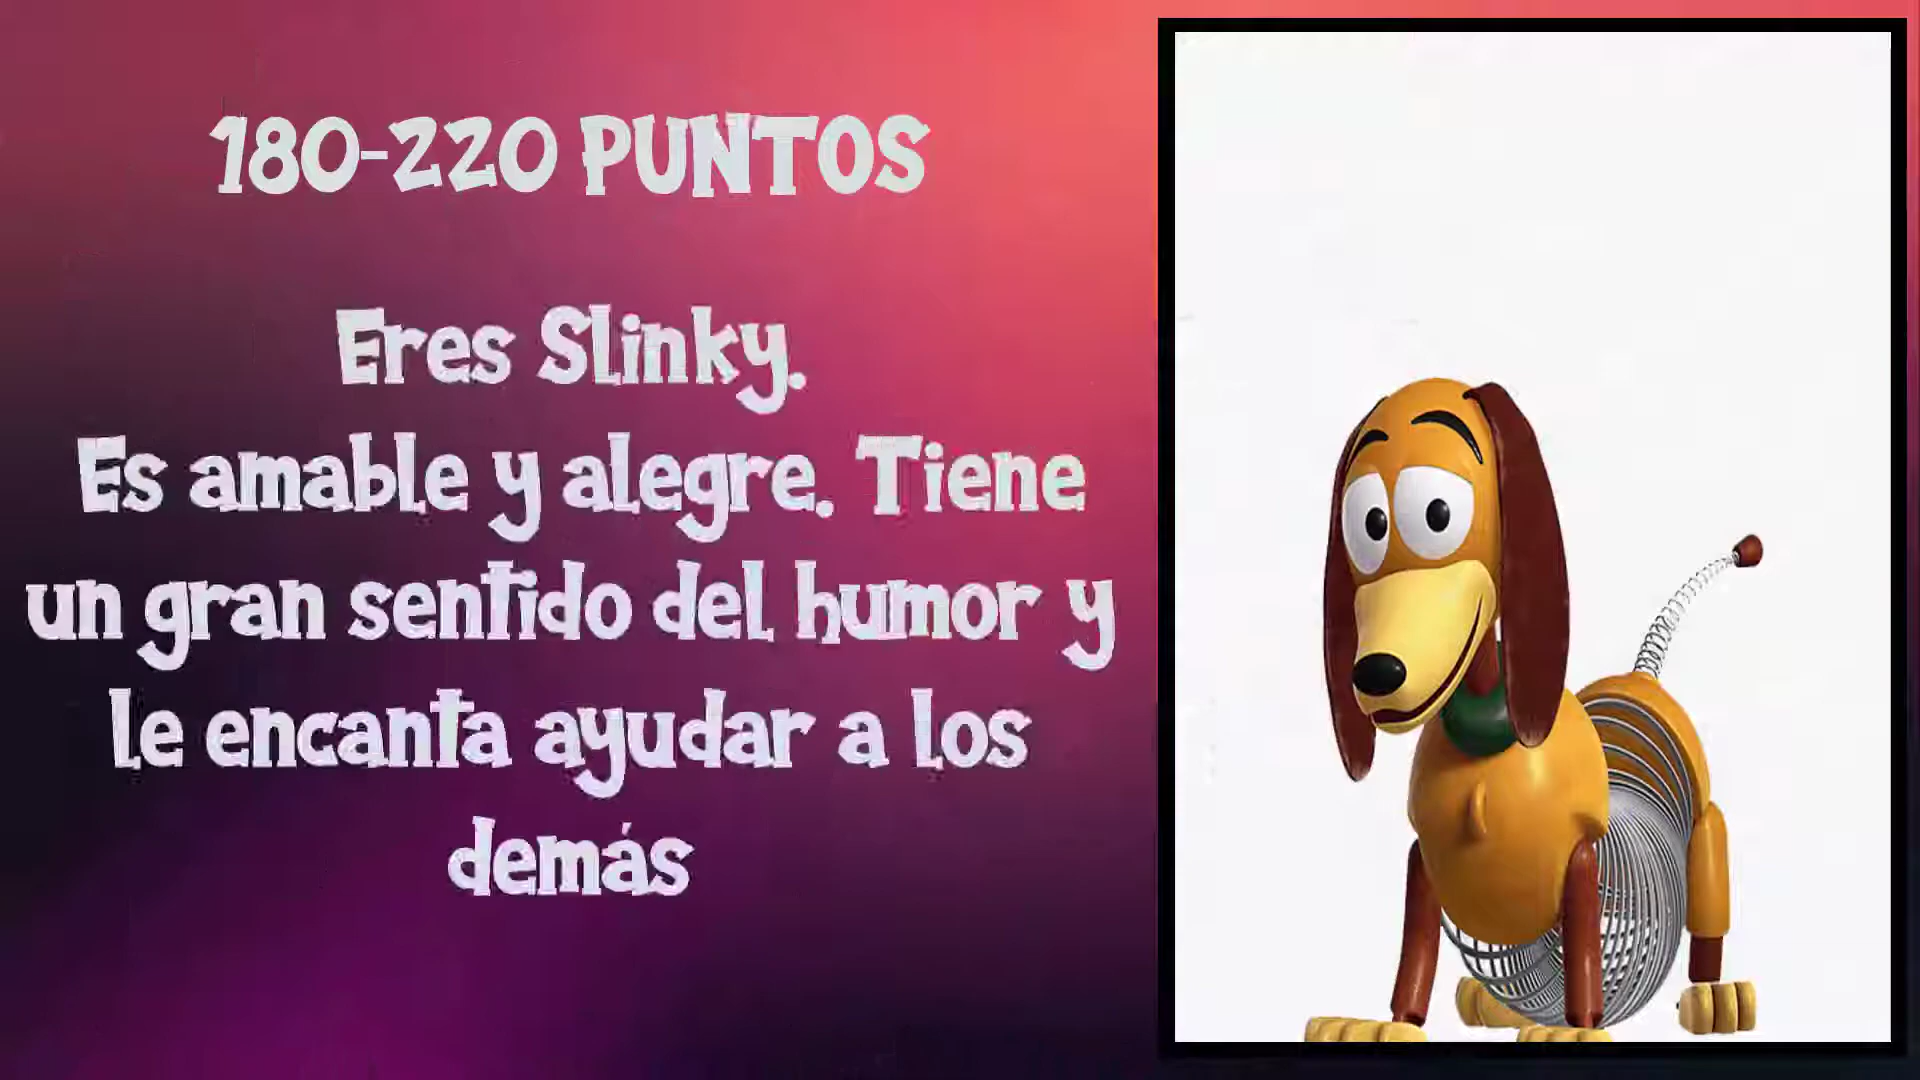 180-220 PUNTOS
Eres Slinky.
Es amable y alegre. Tiene
un gran sentido del humor y
le encanta ayudar a los
demás